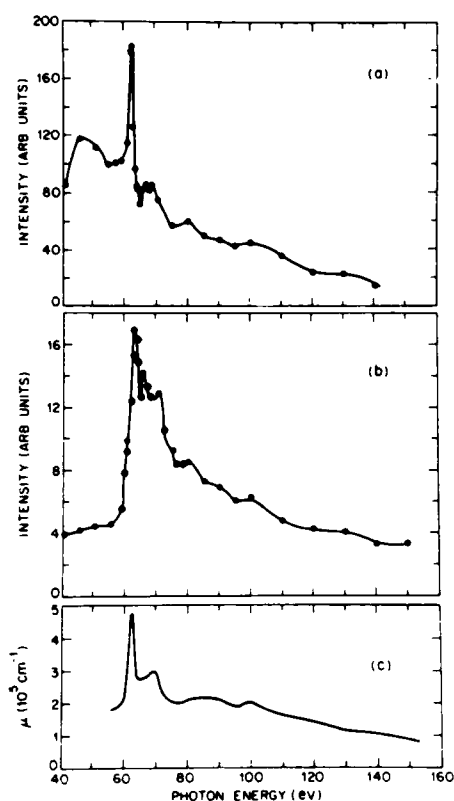 200
160
120
80
40
0
INTENSITY (ARB UNITS)
(a)
16
12
8
4
0
INTENSITY (ARB UNITS)
(b)
5
4
3
2
1
0
μ (10⁵cm⁻¹)
(c)
40 60 80 100 120 140 160
PHOTON ENERGY (eV)